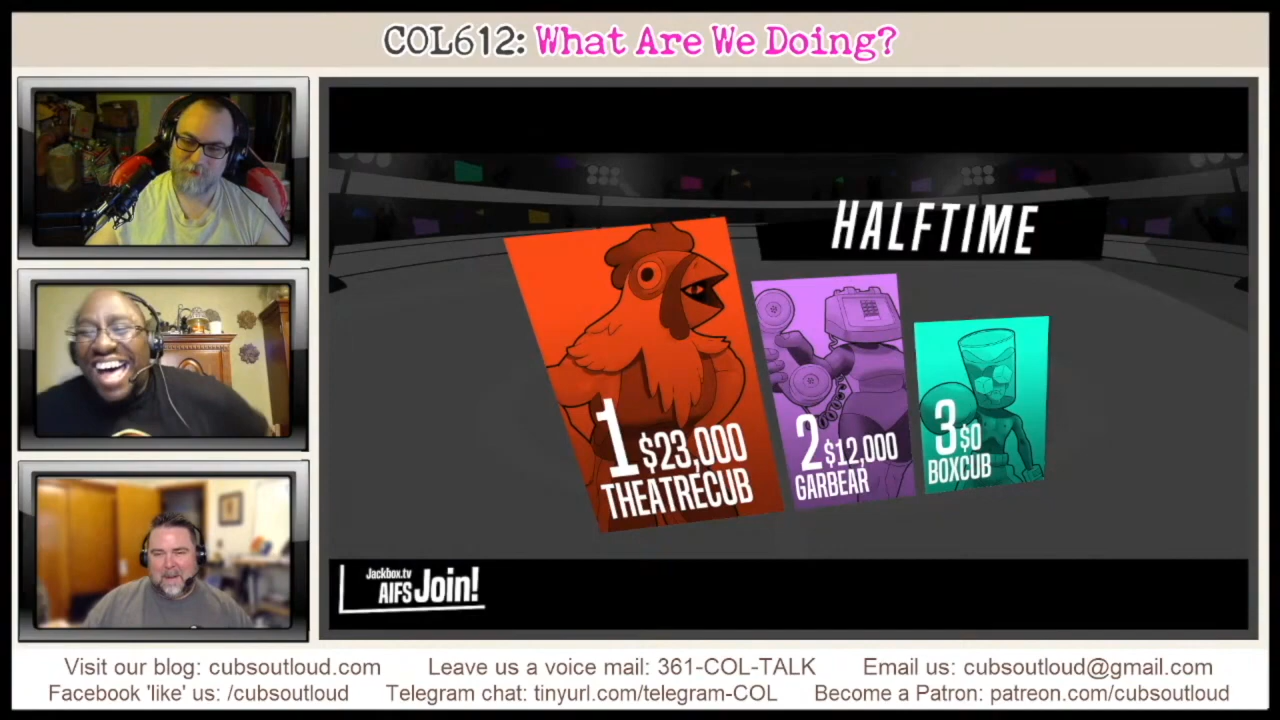 COL612: What Are We Doing?
HALFTIME
1 $23,000
THEATRECUB
2 $12,000
GARBEAR
3 $0
BOXCUB
Jackbox.tv
AIFS Join!
Visit our blog: cubsoutloud.com Leave us a voice mail: 361-COL-TALK Email us: cubsoutloud@gmail.com
Facebook 'like' us: /cubsoutloud Telegram chat: tinyurl.com/telegram-COL Become a Patron: patreon.com/cubsoutloud